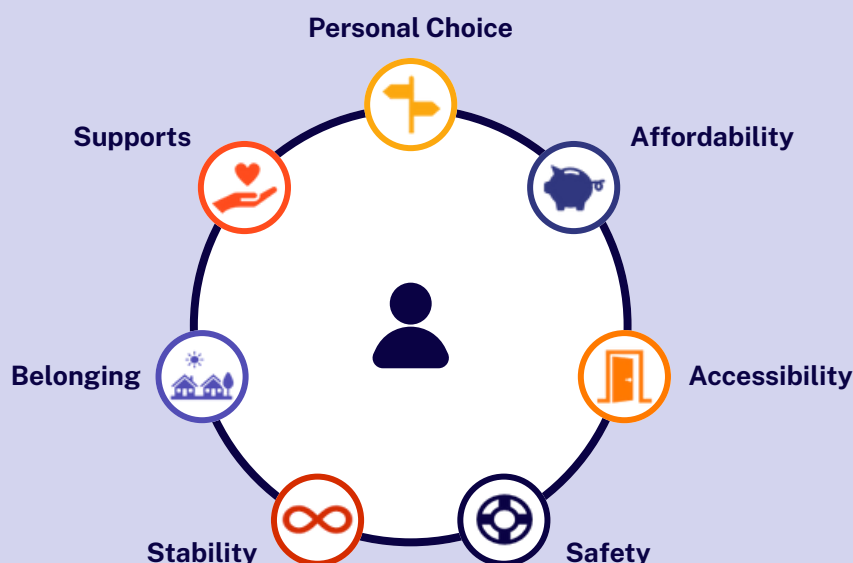 Personal Choice
Supports
Affordability
Belonging
Accessibility
Stability
Safety